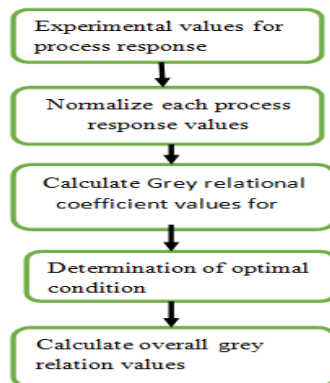 Experimental values for
process response
Normalize each process
response values
Calculate Grey relational
coefficient values for
Determination of optimal
condition
Calculate overall grey
relation values